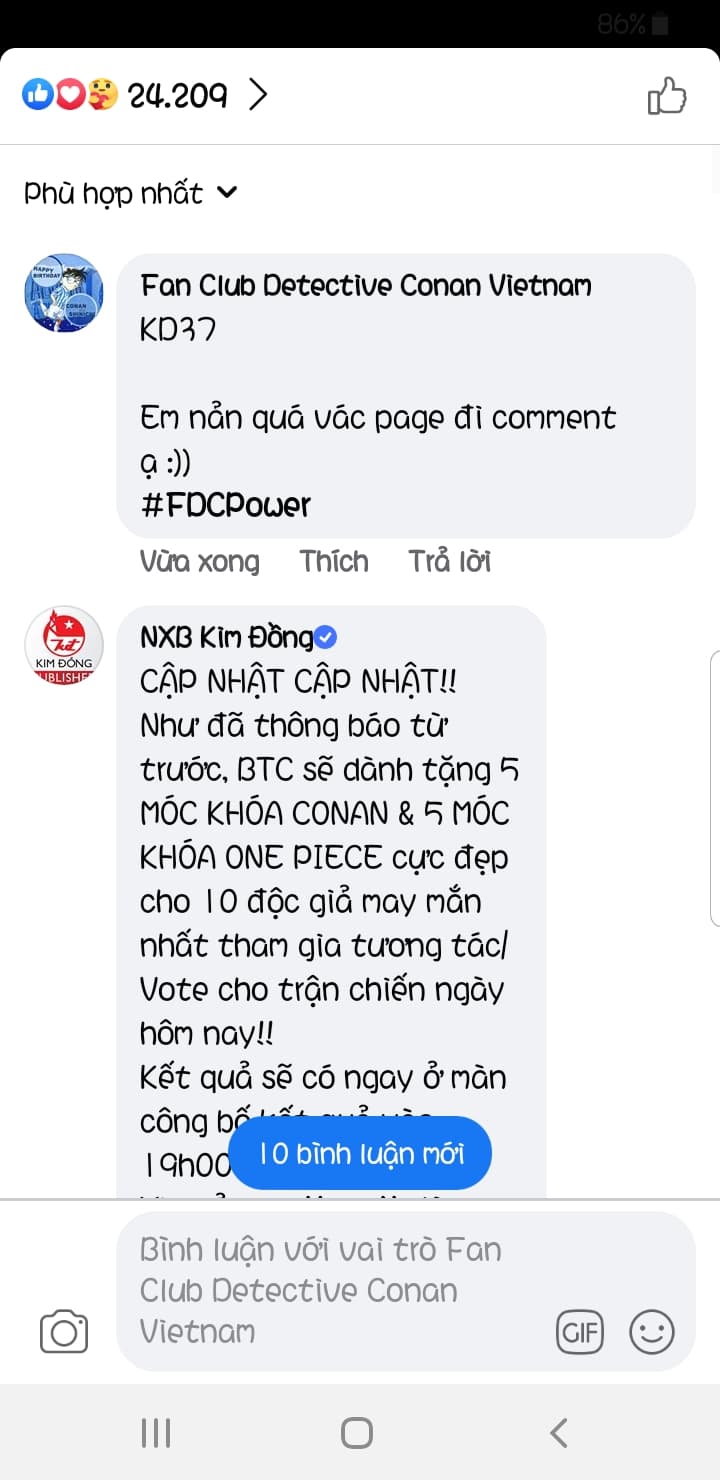 86%
24.209
Phù hợp nhất
HAPPY
BIRTHDAY
CONAN
Fan Club Detective Conan Vietnam
KD37
Em nản quá vác page đi comment
ạ :))
#FDCPower
Vừa xong Thích Trả lời
KIM ĐỒNG
NXB Kim Đồng
CẬP NHẬT CẬP NHẬT!!
Như đã thông báo từ
trước, BTC sẽ dành tặng 5
MÓC KHÓA CONAN & 5 MÓC
KHÓA ONE PIECE cực đẹp
cho 10 độc giả may mắn
nhất tham gia tương tác/
Vote cho trận chiến ngày
hôm nay!!
Kết quả sẽ có ngay ở màn
công bố
19h00
10 bình luận mới
Bình luận với vai trò Fan
Club Detective Conan
Vietnam
GIF